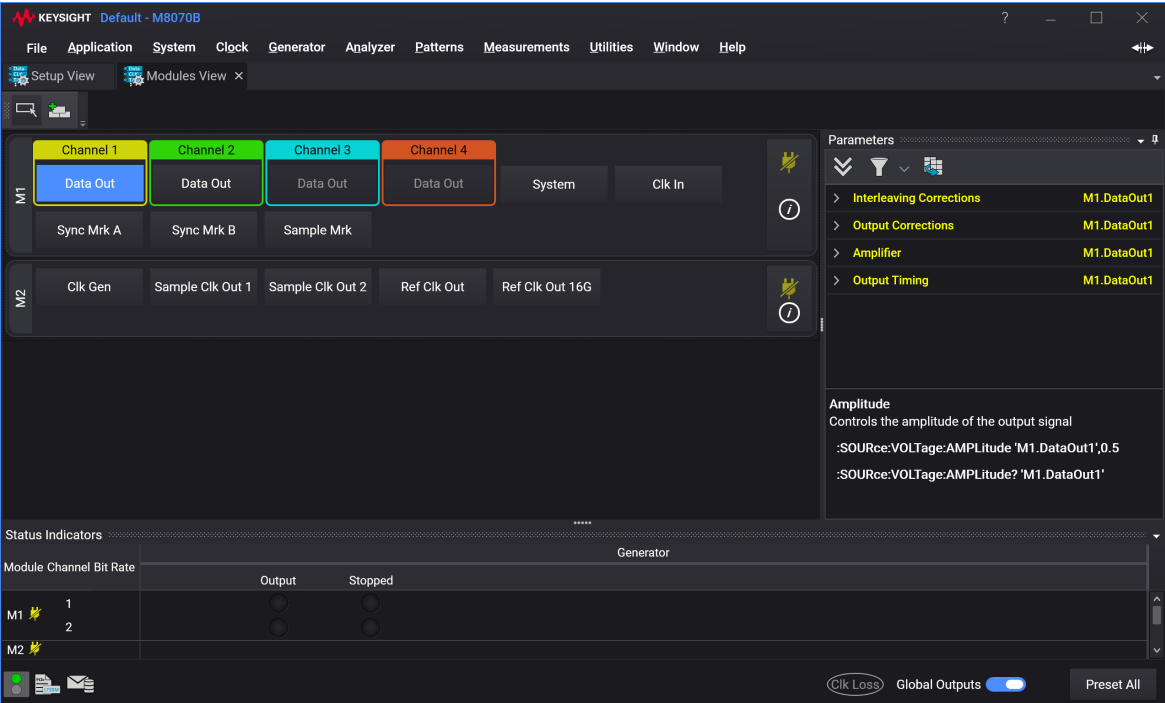 KEYSIGHT Default - M8070B ?
File Application System Clock Generator Analyzer Patterns Measurements Utilities Window Help
Setup View Modules View
Channel 1 Channel 2 Channel 3 Channel 4
M1 Data Out Data Out Data Out Data Out System Clk In
Sync Mrk A Sync Mrk B Sample Mrk
M2 Clk Gen Sample Clk Out 1 Sample Clk Out 2 Ref Clk Out Ref Clk Out 16G
Parameters
Interleaving Corrections M1.DataOut1
Output Corrections M1.DataOut1
Amplifier M1.DataOut1
Output Timing M1.DataOut1
Amplitude
Controls the amplitude of the output signal
:SOURce:VOLTage:AMPLitude 'M1.DataOut1',0.5
:SOURce:VOLTage:AMPLitude? 'M1.DataOut1'
Status Indicators
Generator
Module Channel Bit Rate
Output Stopped
M1 1
2
M2
Clk Loss Global Outputs Preset All